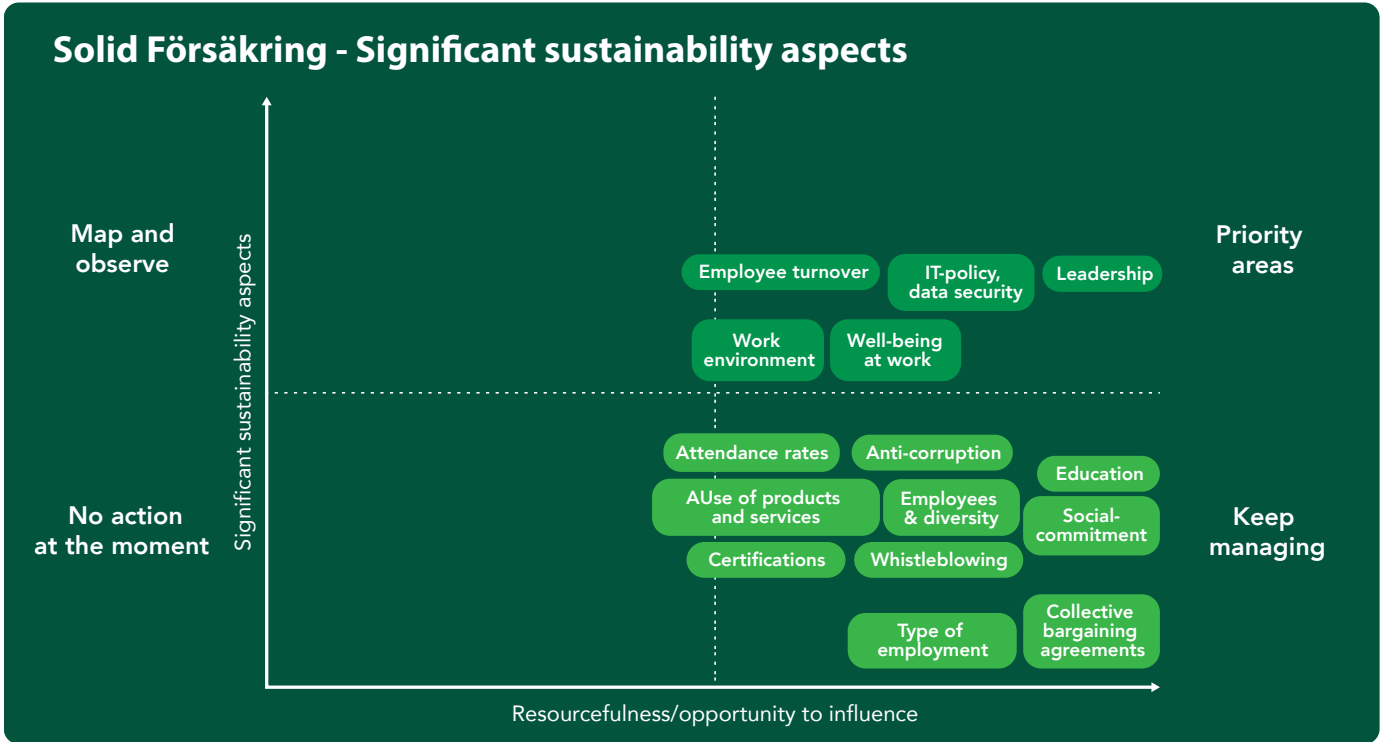 Solid Försäkring - Significant sustainability aspects
Map and
observe
No action
at the moment
Significant sustainability aspects
Employee turnover
IT-policy,
data security
Leadership
Work
environment
Well-being
at work
Priority
areas
Attendance rates
Anti-corruption
Education
AUse of products
and services
Employees
& diversity
Social-
commitment
Certifications
Whistleblowing
Type of
employment
Collective
bargaining
agreements
Keep
managing
Resourcefulness/opportunity to influence